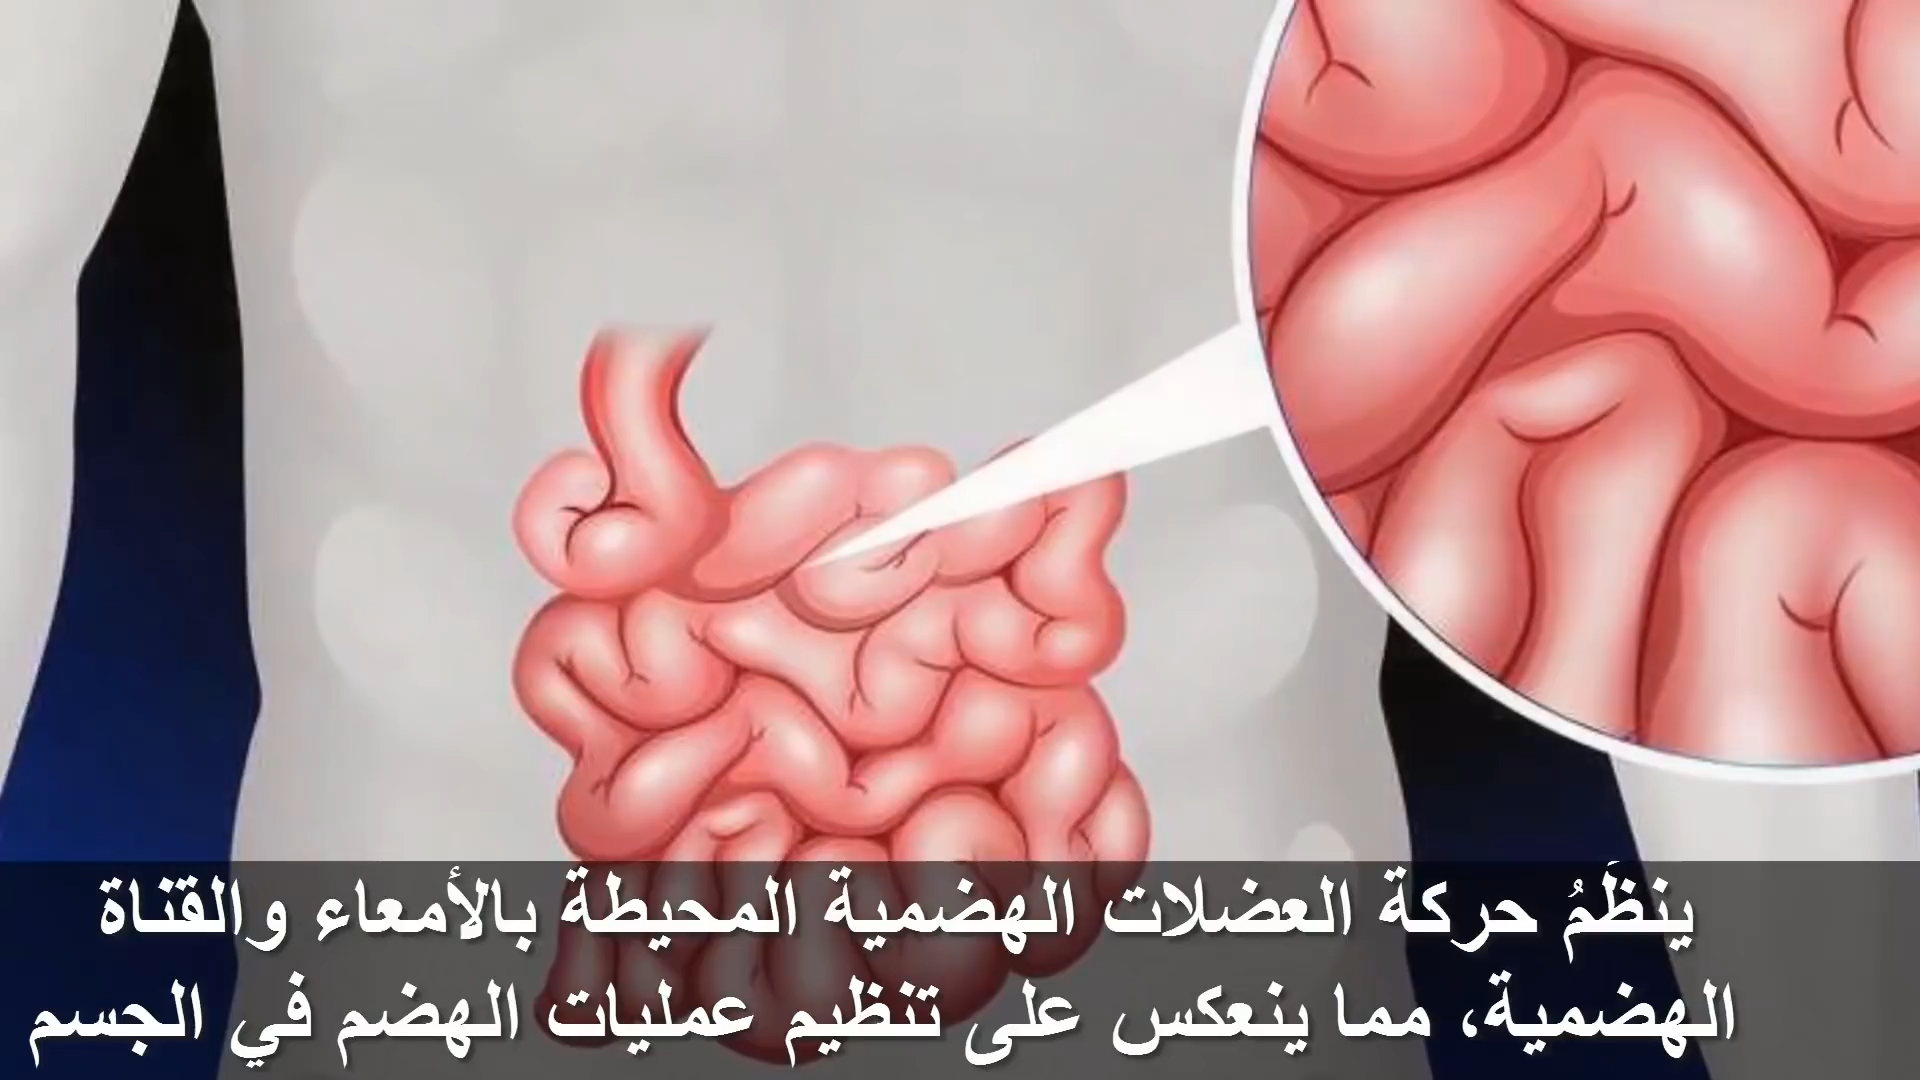 ينظَمُ حركة العضلات الهضمية المحيطة بالأمعاء والقناة
الهضمية، مما ينعكس على تنظيم عمليات الهضم في الجسم